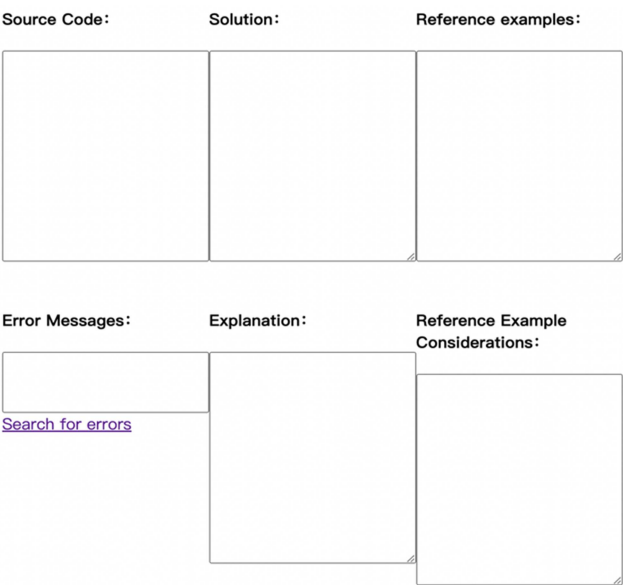 Source Code：
Solution：
Reference examples：
Error Messages：
Explanation：
Reference Example
Considerations：
Search for errors